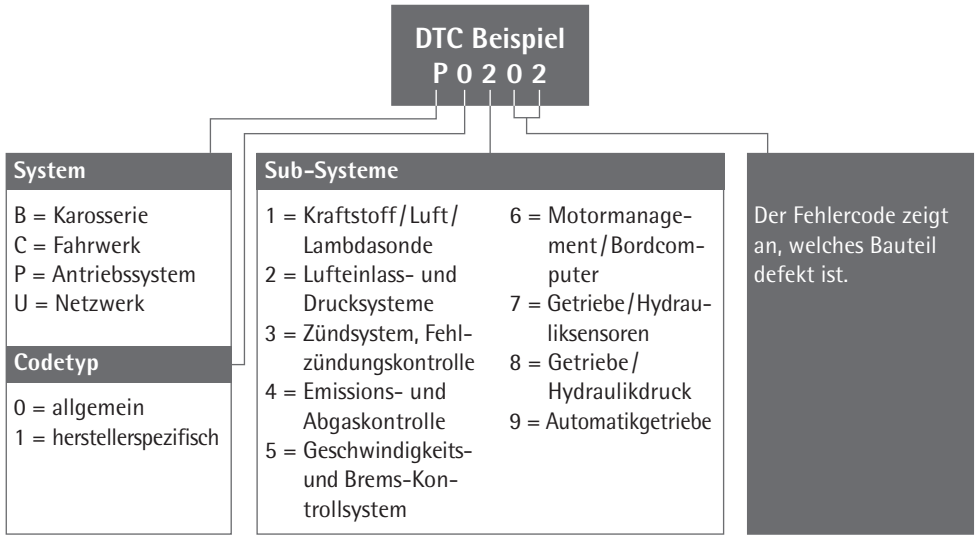 DTC Beispiel
P 0 2 0 2
System
B = Karosserie
C = Fahrwerk
P = Antriebssystem
U = Netzwerk
Codetyp
0 = allgemein
1 = herstellerspezifisch
Sub-Systeme
1 = Kraftstoff/Luft/
Lambdasonde
2 = Lufteinlass- und
Drucksysteme
3 = Zündsystem, Fehl-
zündungskontrolle
4 = Emissions- und
Abgaskontrolle
5 = Geschwindigkeits-
und Brems-Kon-
trollsystem
6 = Motormanage-
ment/Bordcom-
puter
7 = Getriebe/Hydrau-
liksensoren
8 = Getriebe/
Hydraulikdruck
9 = Automatikgetriebe
Der Fehlercode zeigt
an, welches Bauteil
defekt ist.